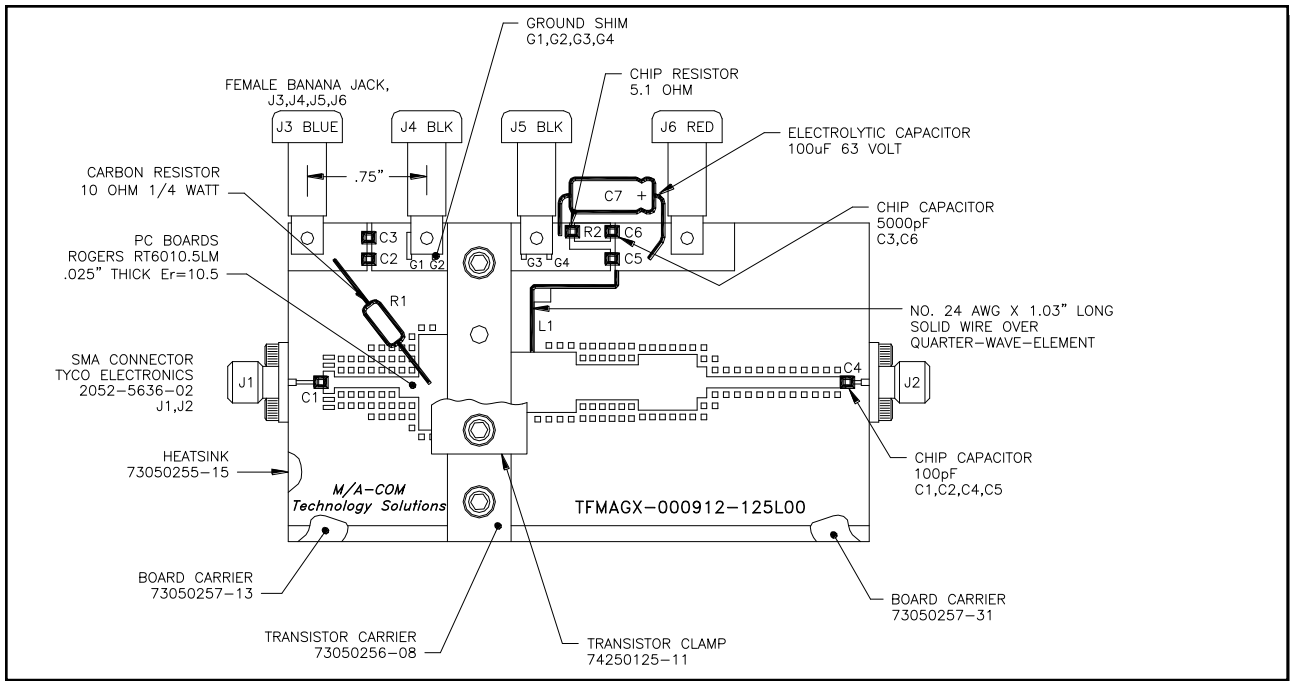 GROUND SHIM
G1,G2,G3,G4
CHIP RESISTOR
5.1 OHM
FEMALE BANANA JACK,
J3,J4,J5,J6
J3 BLUE
J4 BLK
J5 BLK
J6 RED
ELECTROLYTIC CAPACITOR
100uF 63 VOLT
CARBON RESISTOR
10 OHM 1/4 WATT
.75”
C7 +
CHIP CAPACITOR
5000pF
C3,C6
PC BOARDS
ROGERS RT6010.5LM
.025” THICK Er=10.5
C3
C2
G1 G2
R2
C6
G3 G4
C5
R1
L1
NO. 24 AWG X 1.03” LONG
SOLID WIRE OVER
QUARTER-WAVE-ELEMENT
SMA CONNECTOR
TYCO ELECTRONICS
2052-5636-02
J1,J2
J1
C1
C4
J2
HEATSINK
73050255-15
CHIP CAPACITOR
100pF
C1,C2,C4,C5
M/A-COM
Technology Solutions
TFMAGX-000912-125L00
BOARD CARRIER
73050257-13
BOARD CARRIER
73050257-31
TRANSISTOR CARRIER
73050256-08
TRANSISTOR CLAMP
74250125-11